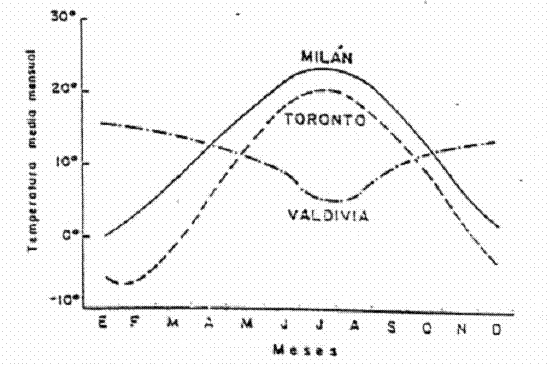 30°
MILÁN
20°
TORONTO
10°
VALDIVIA
0°
-10°
Temperatura media mensual
E F M A M J J A S O N D
Meses